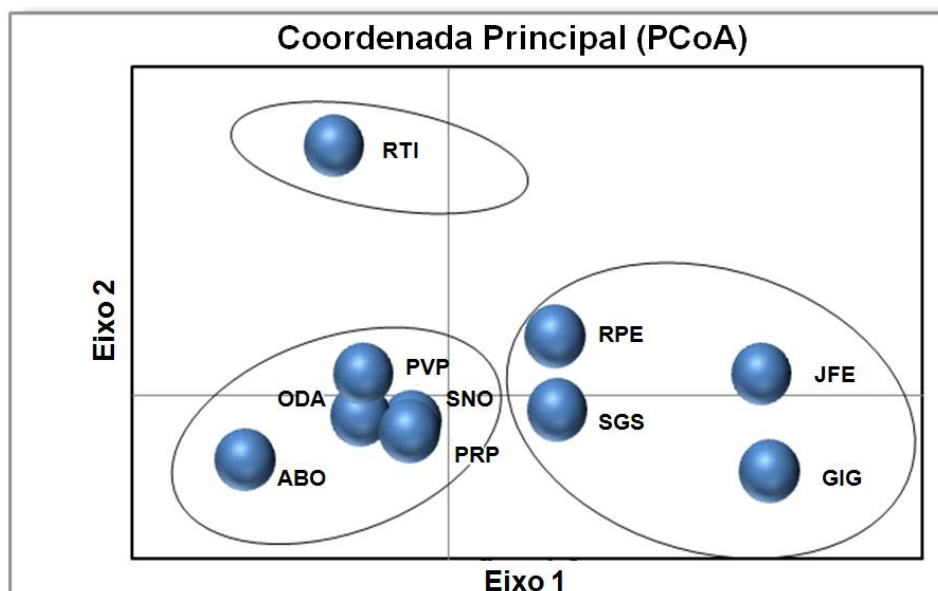 Coordenada Principal (PCoA)
RTI
Eixo 2
RPE
PVP
JFE
ODA
SNO
SGS
PRP
ABO
GIG
Eixo 1